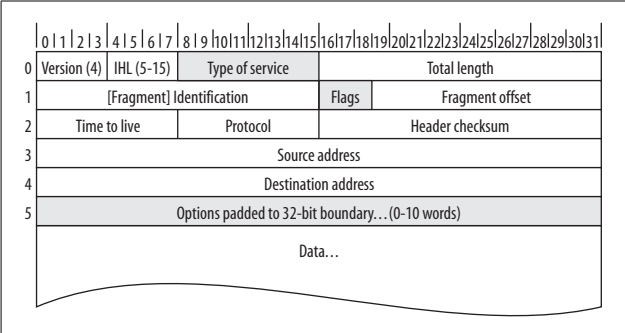 0 1 2 3 4 5 6 7 8 9 10 11 12 13 14 15 16 17 18 19 20 21 22 23 24 25 26 27 28 29 30 31
0 Version (4) IHL (5-15) Type of service Total length
1 [Fragment] Identification Flags Fragment offset
2 Time to live Protocol Header checksum
3 Source address
4 Destination address
5 Options padded to 32-bit boundary…(0-10 words)
Data…